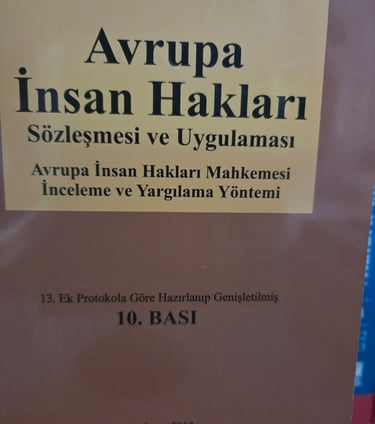 Avrupa
İnsan Hakları
Sözleşmesi ve Uygulaması
Avrupa İnsan Hakları Mahkemesi
İnceleme ve Yargılama Yöntemi
13. Ek Protokola Göre Hazırlanıp Genişletilmiş
10. BASI